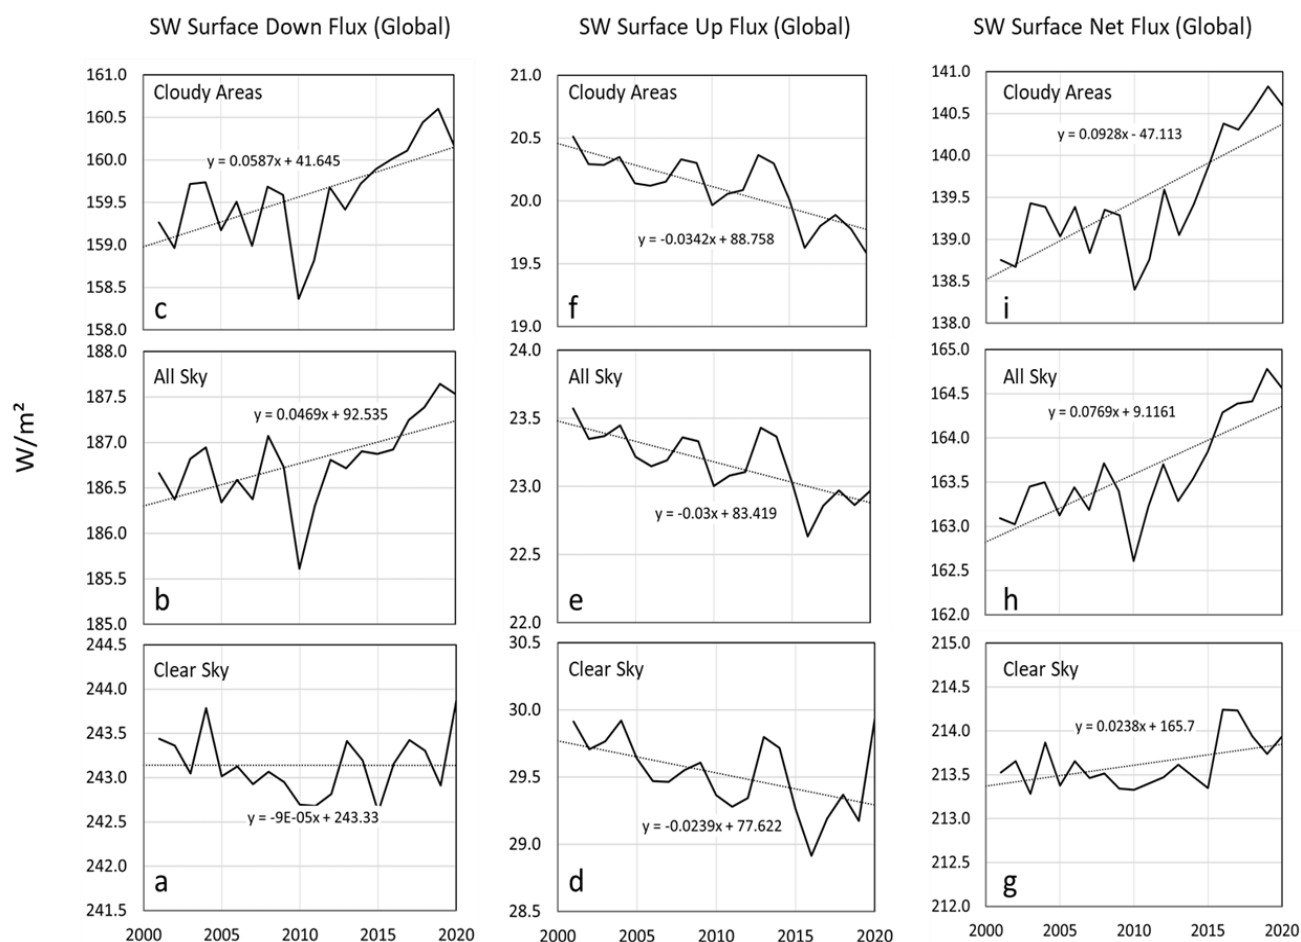 SW Surface Down Flux (Global)
SW Surface Up Flux (Global)
SW Surface Net Flux (Global)
W/m²
161.0
160.5
160.0
159.5
159.0
158.5
158.0
Cloudy Areas
y = 0.0587x + 41.645
c
21.0
20.5
20.0
19.5
19.0
Cloudy Areas
y = -0.0342x + 88.758
f
141.0
140.5
140.0
139.5
139.0
138.5
138.0
Cloudy Areas
y = 0.0928x - 47.113
i
188.0
187.5
187.0
186.5
186.0
185.5
185.0
All Sky
y = 0.0469x + 92.535
b
24.0
23.5
23.0
22.5
22.0
All Sky
y = -0.03x + 83.419
e
165.0
164.5
164.0
163.5
163.0
162.5
162.0
All Sky
y = 0.0769x + 9.1161
h
244.5
244.0
243.5
243.0
242.5
242.0
241.5
Clear Sky
y = -9E-05x + 243.33
a
2000 2005 2010 2015 2020
30.5
30.0
29.5
29.0
28.5
Clear Sky
y = -0.0239x + 77.622
d
2000 2005 2010 2015 2020
215.0
214.5
214.0
213.5
213.0
212.5
212.0
Clear Sky
y = 0.0238x + 165.7
g
2000 2005 2010 2015 2020